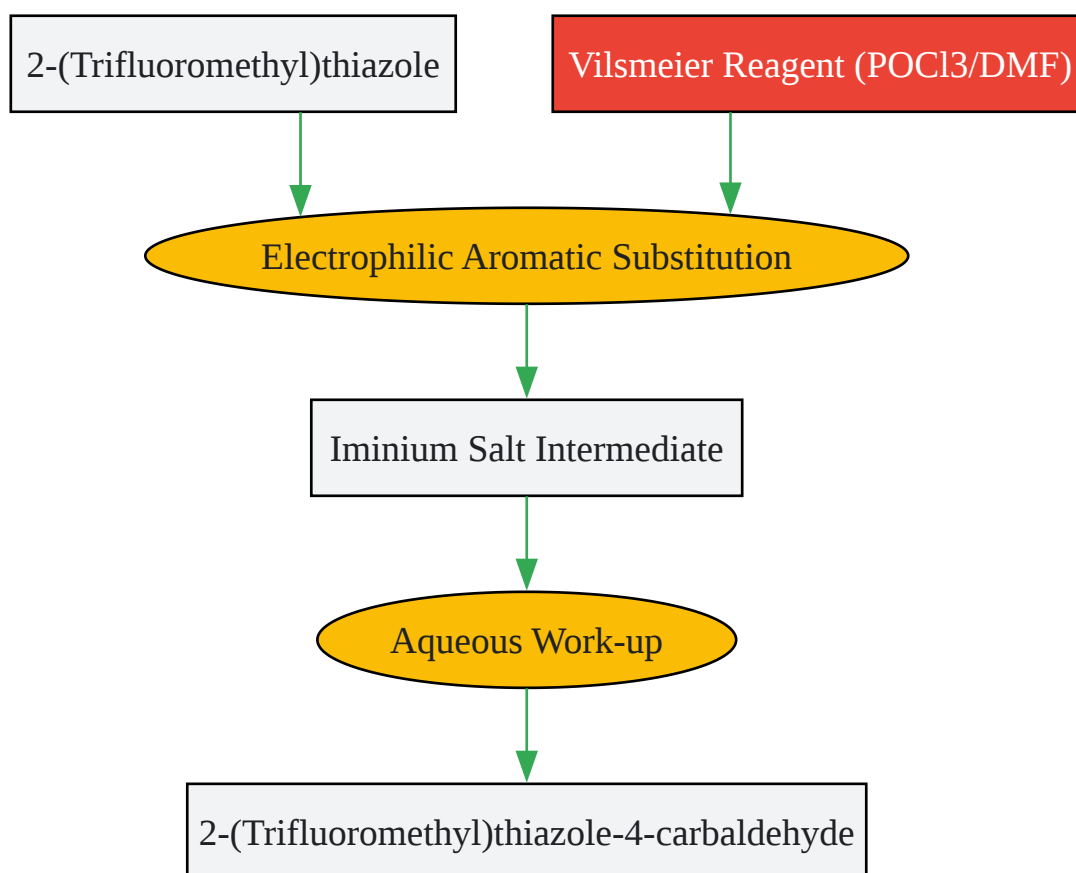 2-(Trifluoromethyl)thiazole
Vilsmeier Reagent (POCl3/DMF)
Electrophilic Aromatic Substitution
Iminium Salt Intermediate
Aqueous Work-up
2-(Trifluoromethyl)thiazole-4-carbaldehyde